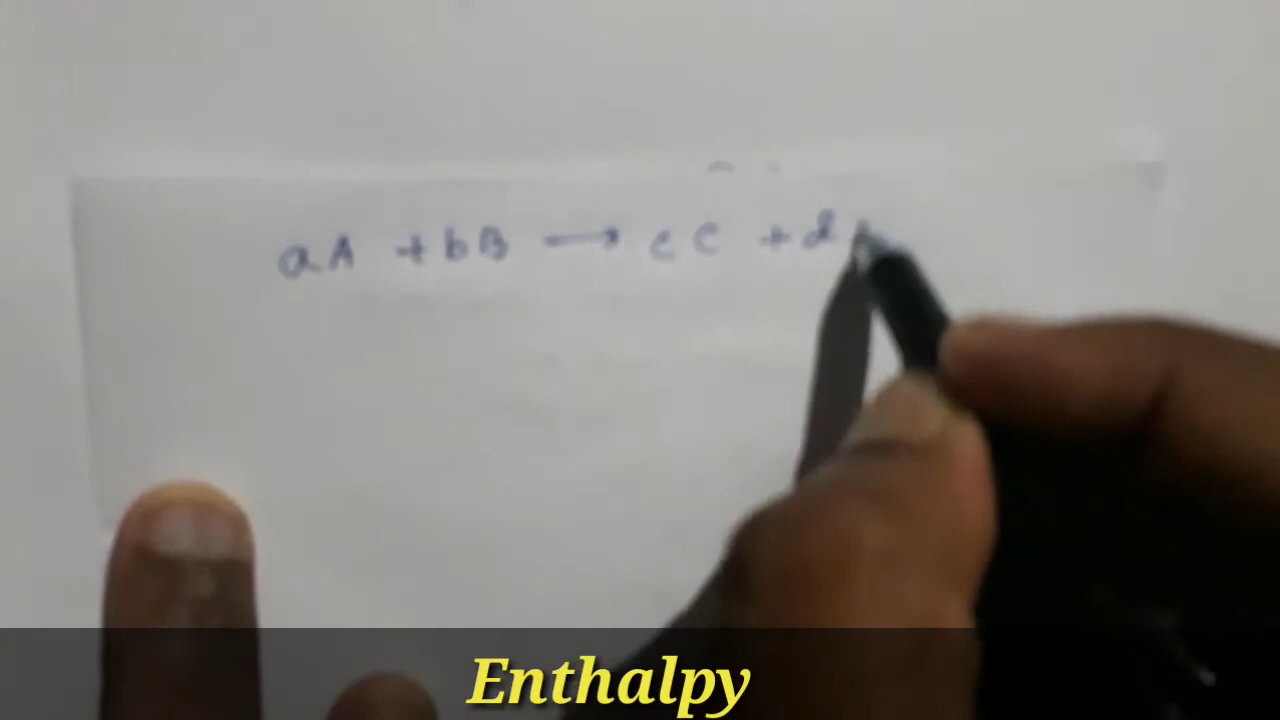 aA + bB → cC + d
Enthalpy